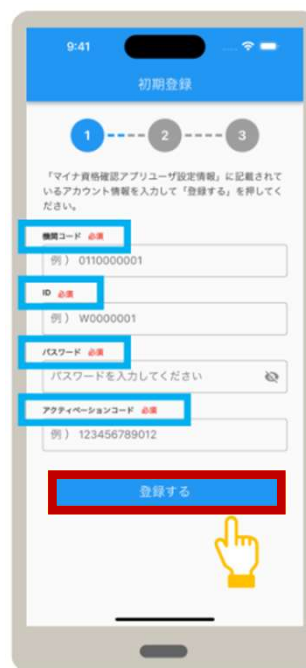 9:41
初期登録
1 ---- 2 ---- 3
「マイナ資格確認アプリユーザ設定情報」に記載されて
いるアカウント情報を入力して「登録する」を押してく
ださい。
機関コード 必須
例） 0110000001
ID 必須
例） W0000001
パスワード 必須
パスワードを入力してください
アクティベーションコード 必須
例） 123456789012
登録する